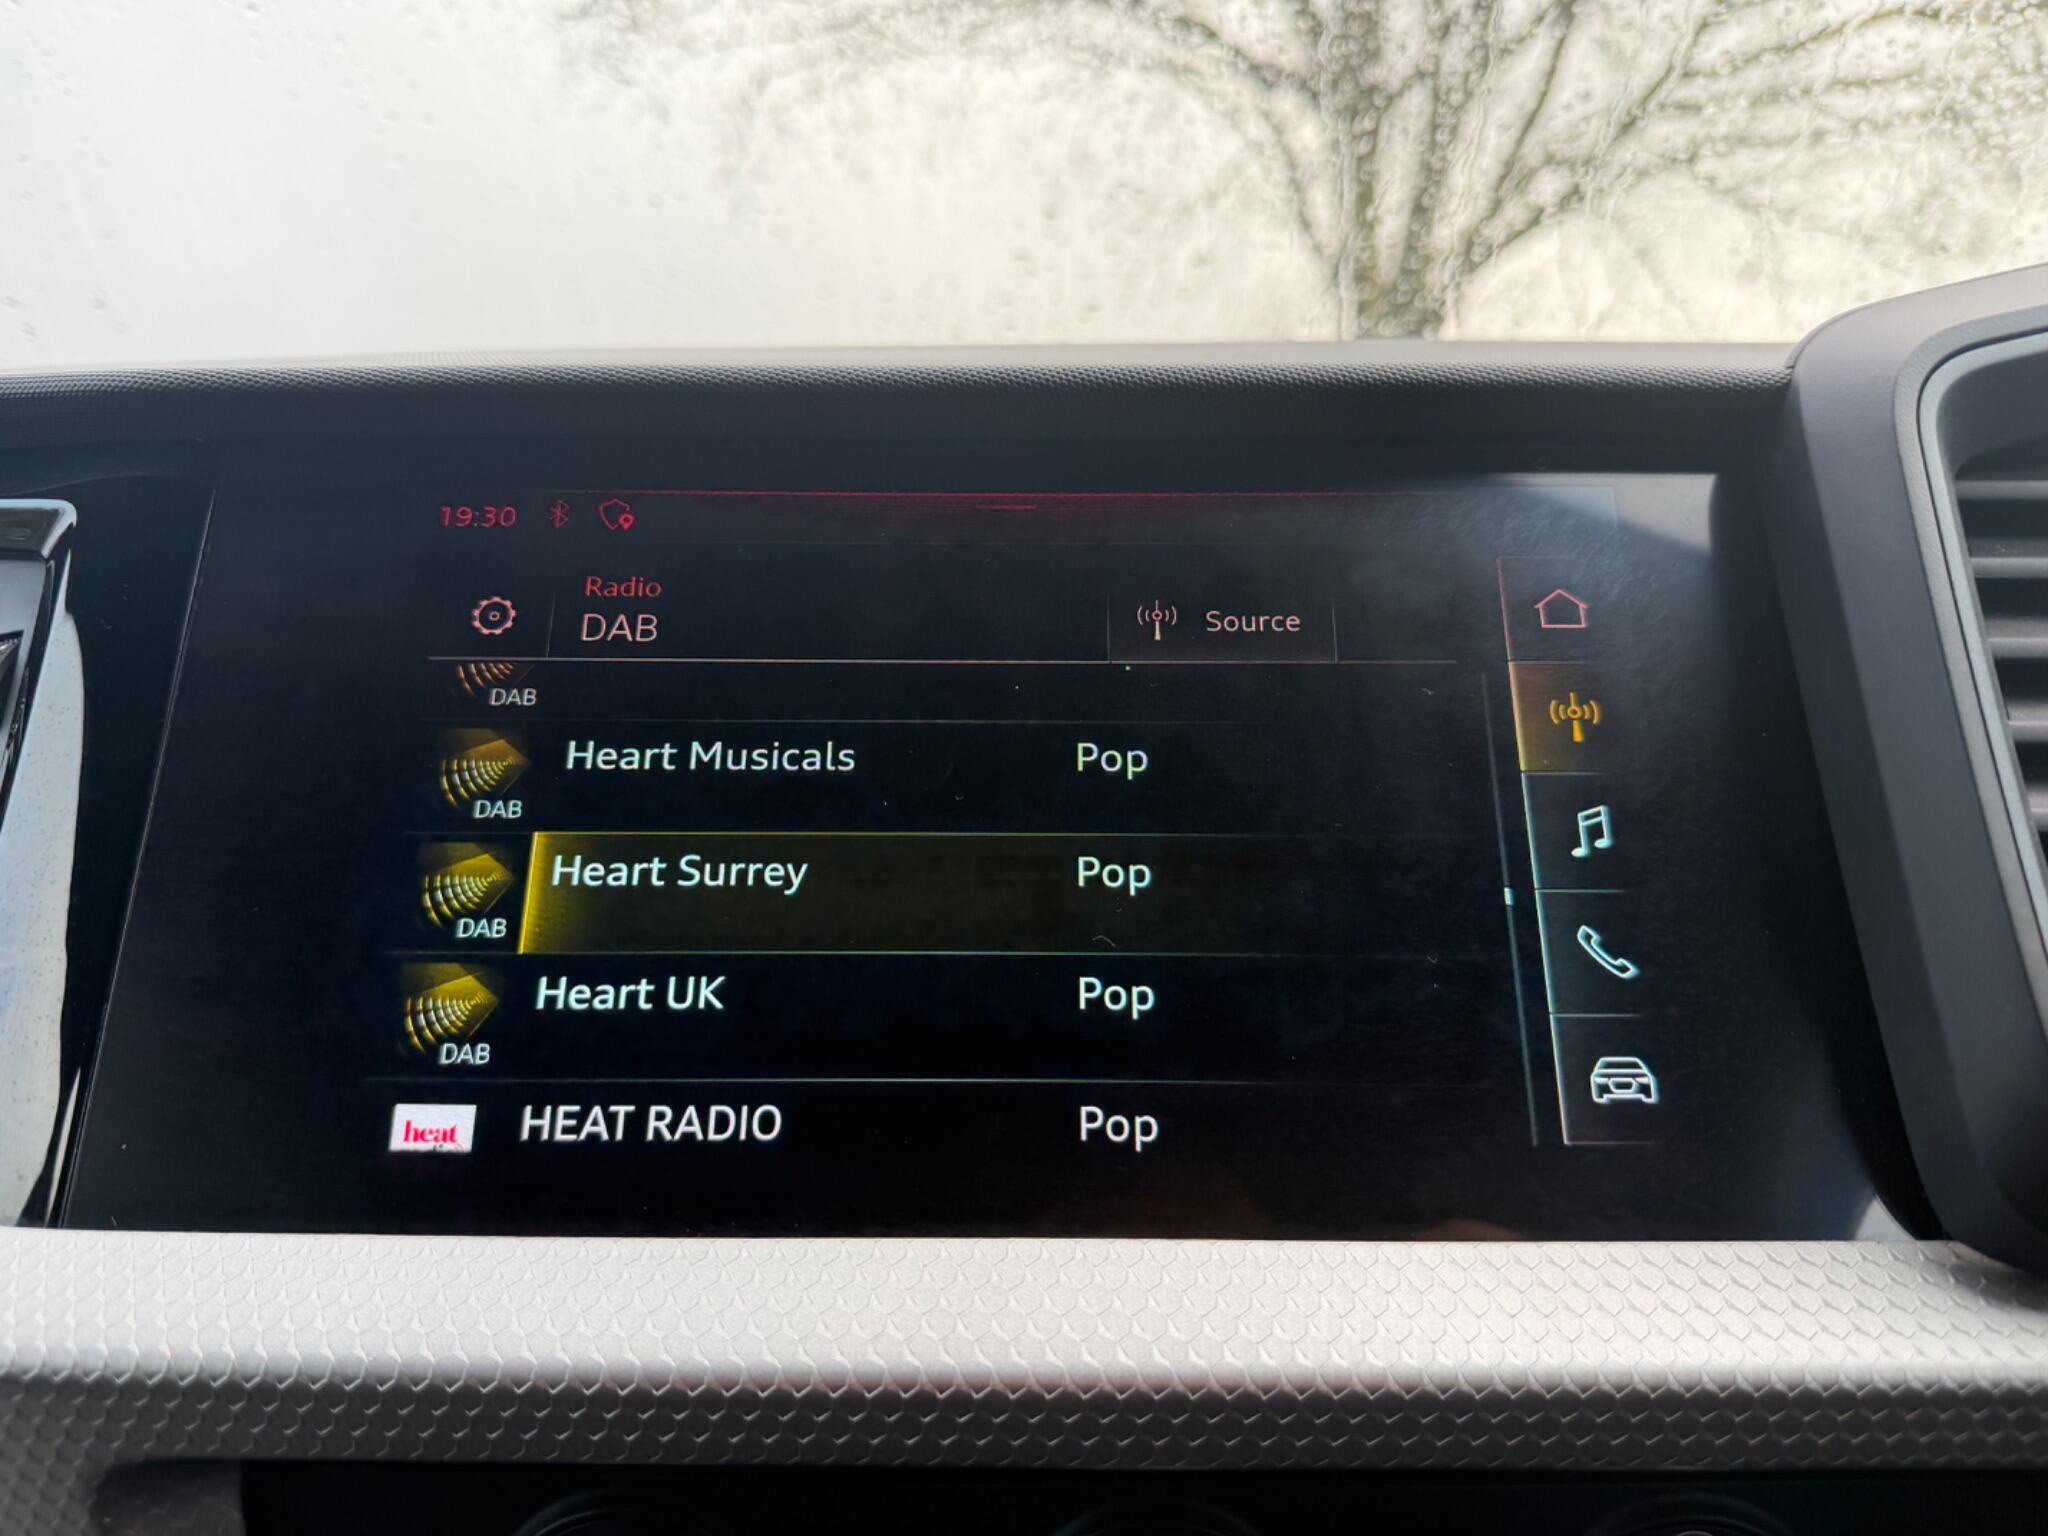 19:30
Radio
DAB
Source
DAB
Heart Musicals Pop
DAB
Heart Surrey Pop
DAB
Heart UK Pop
DAB
heat HEAT RADIO Pop